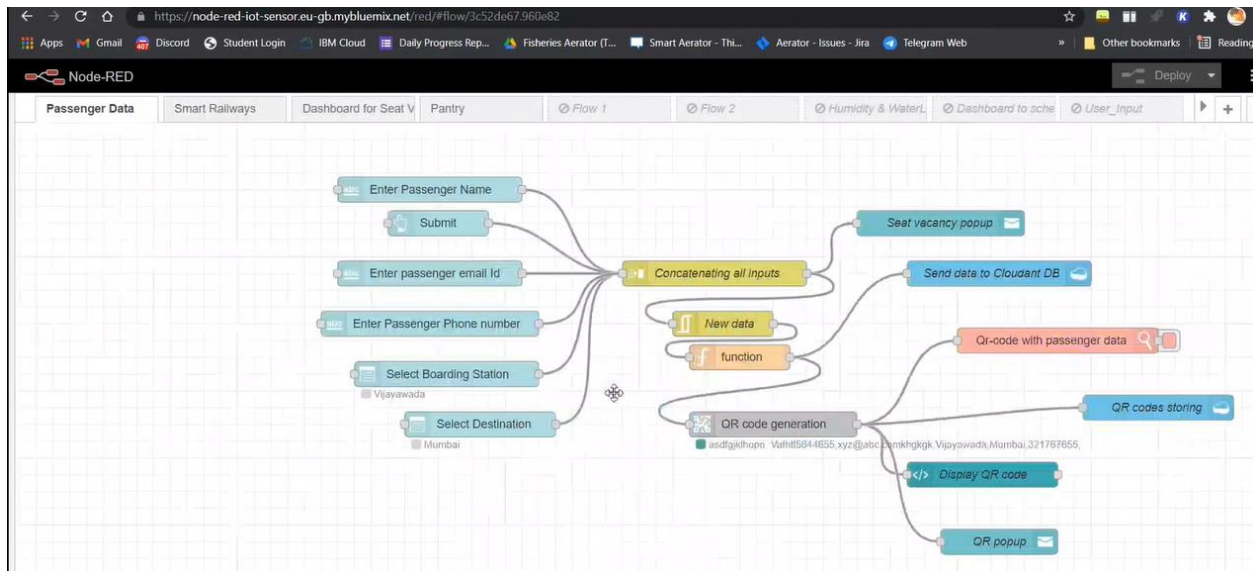 https://node-red-iot-sensor.eu-gb.mybluemix.net/red/#flow/3c52de67.960e82
Apps Gmail Discord Student Login IBM Cloud Daily Progress Rep... Fisheries Aerator (T... Smart Aerator - Thi... Aerator - Issues - Jira Telegram Web » Other bookmarks Reading
Node-RED Deploy
Passenger Data Smart Railways Dashboard for Seat V Pantry Flow 1 Flow 2 Humidity & WaterL Dashboard to sche User_Input +
Enter Passenger Name
Submit Seat vacancy popup
Enter passenger email Id Concatenating all inputs Send data to Cloudant DB
Enter Passenger Phone number New data
Qr-code with passenger data
function
Select Boarding Station
Vijayawada
QR codes storing
Select Destination QR code generation
Mumbai Vijayawada,Mumbai,321767655,
Display QR code
QR popup